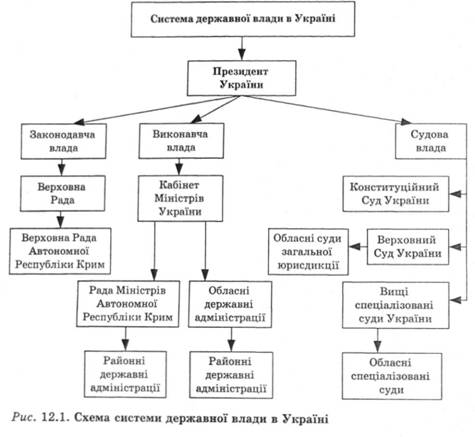 Система державної влади в Україні
Президент
України
Законодавча
влада
Виконавча
влада
Судова
влада
Верховна
Рада
Кабінет
Міністрів
України
Конституційний
Суд України
Верховна Рада
Автономної
Республіки Крим
Обласні суди
загальної
юрисдикції
Верховний
Суд України
Рада Міністрів
Автономної
Республіки Крим
Обласні
державні
адміністрації
Вищі
спеціалізовані
суди України
Районні
державні
адміністрації
Районні
державні
адміністрації
Обласні
спеціалізовані
суди
Рис. 12.1. Схема системи державної влади в Україні